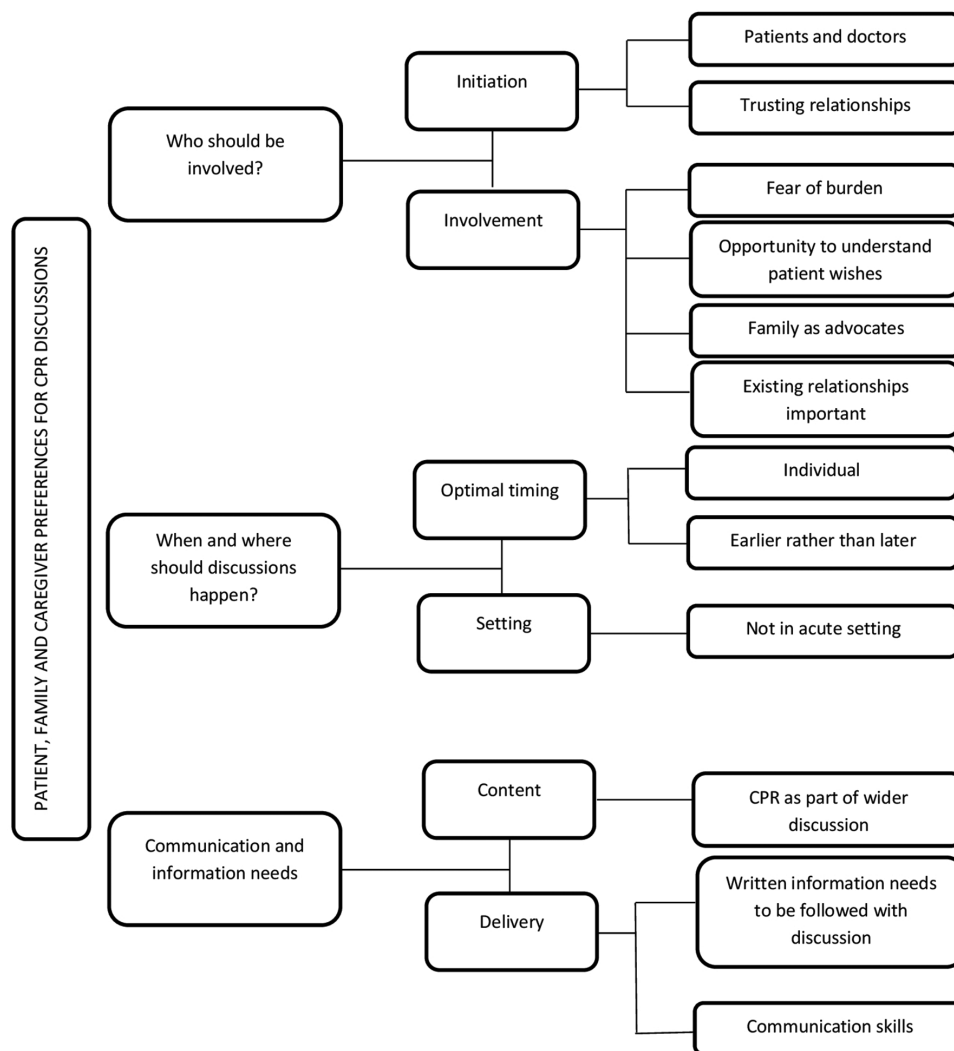 PATIENT, FAMILY AND CAREGIVER PREFERENCES FOR CPR DISCUSSIONS
Who should be
involved?
Initiation
Patients and doctors
Trusting relationships
Involvement
Fear of burden
Opportunity to understand
patient wishes
Family as advocates
Existing relationships
important
When and where
should discussions
happen?
Optimal timing
Individual
Earlier rather than later
Setting
Not in acute setting
Communication and
information needs
Content
CPR as part of wider
discussion
Delivery
Written information needs
to be followed with
discussion
Communication skills